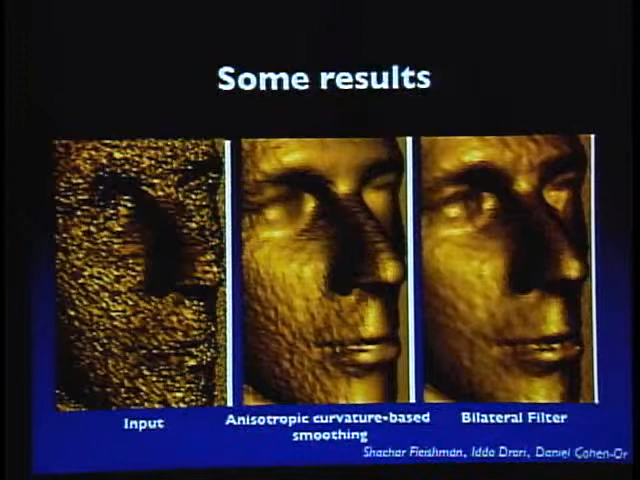 Some results
Input
Anisotropic curvature-based
smoothing
Bilateral Filter
Shachar Fleishman, Iddo Drori, Daniel Cohen-Or